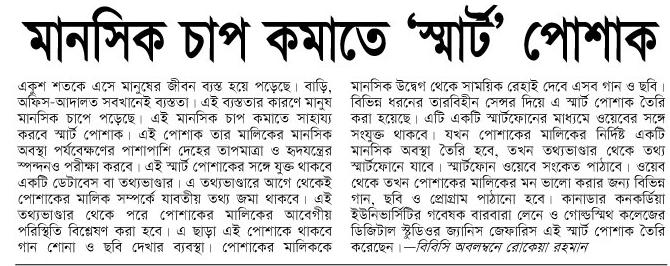 মানসিক চাপ কমাতে ‘স্মার্ট’ পোশাক
একুশ শতকে এসে মানুষের জীবন ব্যস্ত হয়ে পড়েছে। বাড়ি,
অফিস-আদালত সবখানেই ব্যস্ততা। এই ব্যস্ততার কারণে মানুষ
মানসিক চাপে পড়েছে। এই মানসিক চাপ কমাতে সাহায্য
করবে স্মার্ট পোশাক। এই পোশাক তার মালিকের মানসিক
অবস্থা পর্যবেক্ষণের পাশাপাশি দেহের তাপমাত্রা ও হৃদযন্ত্রের
স্পন্দনও পরীক্ষা করবে। এই স্মার্ট পোশাকের সঙ্গে যুক্ত থাকবে
একটি ডেটাবেস বা তথ্যভাণ্ডার। এ তথ্যভাণ্ডারে আগে থেকেই
পোশাকের মালিক সম্পর্কে যাবতীয় তথ্য জমা থাকবে। এই
তথ্যভাণ্ডার থেকে পরে পোশাকের মালিকের আবেগীয়
পরিস্থিতি বিশ্লেষণ করা হবে। এ ছাড়া এই পোশাকে থাকবে
গান শোনা ও ছবি দেখার ব্যবস্থা। পোশাকের মালিককে
মানসিক উদ্বেগ থেকে সাময়িক রেহাই দেবে এসব গান ও ছবি।
বিভিন্ন ধরনের তারবিহীন সেন্সর দিয়ে এ স্মার্ট পোশাক তৈরি
করা হয়েছে। এটি একটি স্মার্টফোনের মাধ্যমে ওয়েবের সঙ্গে
সংযুক্ত থাকবে। যখন পোশাকের মালিকের নির্দিষ্ট একটি
মানসিক অবস্থা তৈরি হবে, তখন তথ্যভাণ্ডার থেকে তথ্য
স্মার্টফোনে যাবে। স্মার্টফোন ওয়েবে সংকেত পাঠাবে। ওয়েব
থেকে তখন পোশাকের মালিকের মন ভালো করার জন্য বিভিন্ন
গান, ছবি ও প্রোগ্রাম পাঠানো হবে। কানাডার কনকর্ডিয়া
ইউনিভার্সিটির গবেষক বারবারা লেনে ও গোল্ডস্মিথ কলেজের
ডিজিটাল স্টুডিওর জ্যানিস জেফারিস এই স্মার্ট পোশাক তৈরি
করেছেন।—বিবিসি অবলম্বনে রোকেয়া রহমান